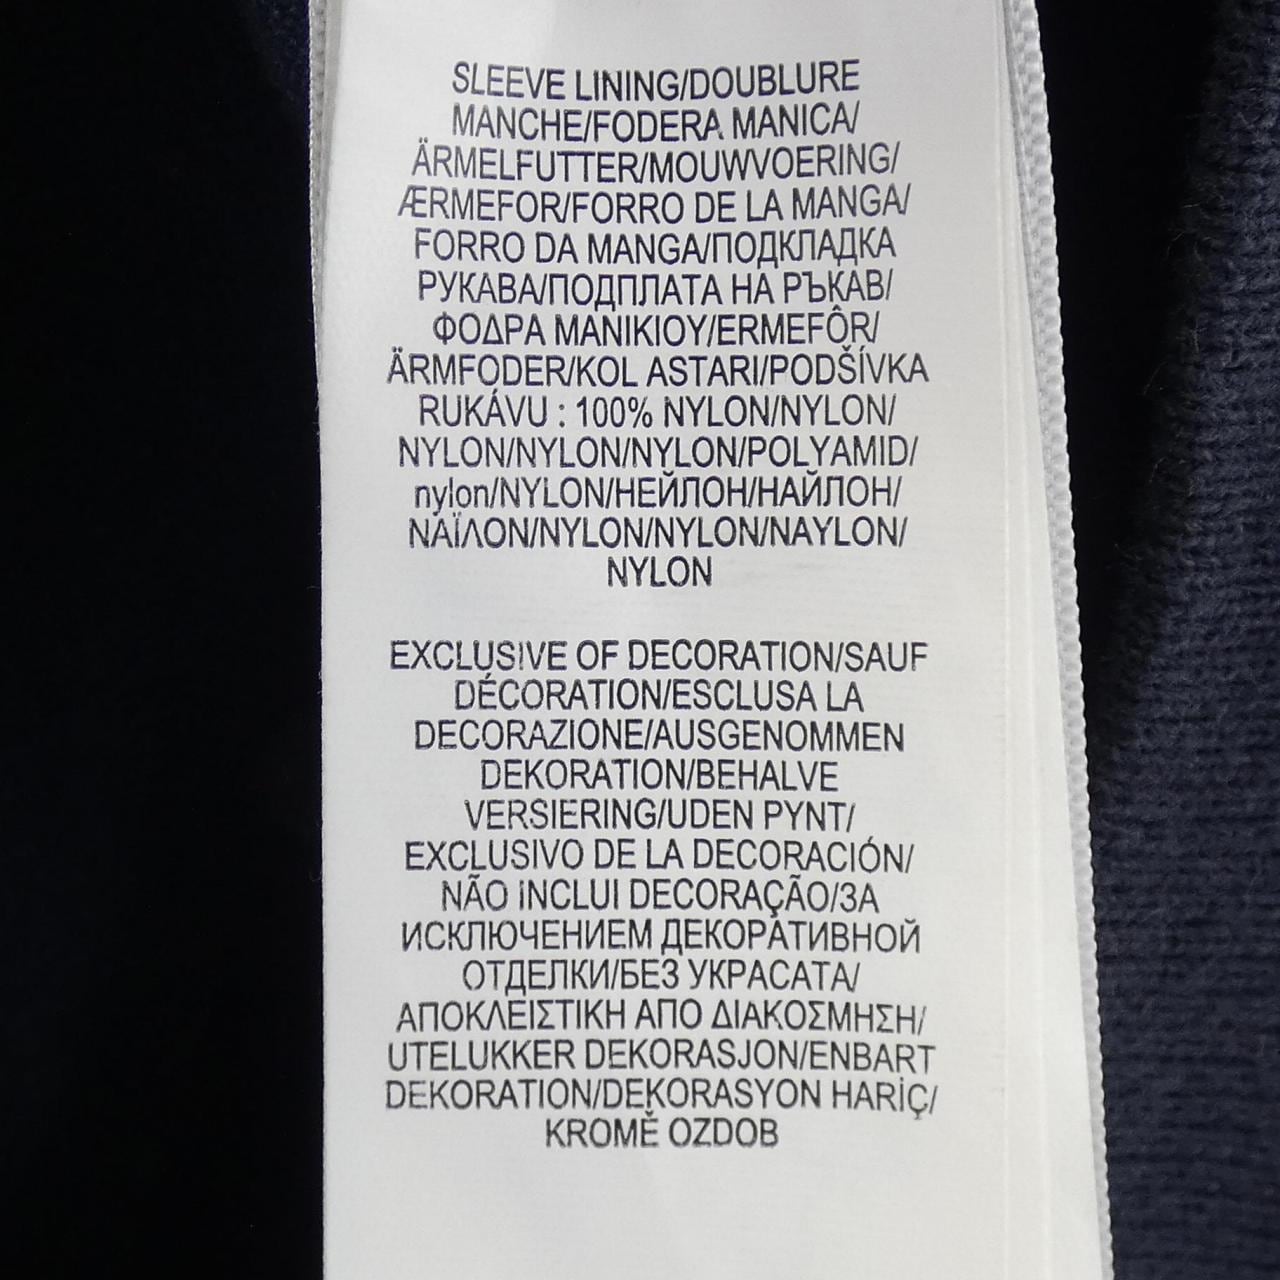 SLEEVE LINING/DOUBLURE
MANCHE/FODERA MANICA/
ÄRMELFUTTER/MOUWVOERING/
ÆRMEFOR/FORRO DE LA MANGA/
FORRO DA MANGA/ПОДКЛАДКА
РУКАВА/ПОДПЛАТА НА РЪКАВ/
ΦΟΔΡΑ ΜΑΝΙΚΙΟΥ/ERMEFÔR/
ÄRMFODER/KOL ASTARI/PODŠÍVKA
RUKÁVU : 100% NYLON/NYLON/
NYLON/NYLON/NYLON/POLYAMID/
nylon/NYLON/НЕЙЛОН/НАЙЛОН/
ΝΑΪΛΟΝ/NYLON/NYLON/NAYLON/
NYLON
EXCLUSIVE OF DECORATION/SAUF
DÉCORATION/ESCLUSA LA
DECORAZIONE/AUSGENOMMEN
DEKORATION/BEHALVE
VERSIERING/UDEN PYNT/
EXCLUSIVO DE LA DECORACIÓN/
NÃO INCLUI DECORAÇÃO/ЗА
ИСКЛЮЧЕНИЕМ ДЕКОРАТИВНОЙ
ОТДЕЛКИ/БЕЗ УКРАСАТА/
ΑΠΟΚΛΕΙΣΤΙΚΗ ΑΠΟ ΔΙΑΚΟΣΜΗΣΗ/
UTELUKKER DEKORASJON/ENBART
DEKORATION/DEKORASYON HARİÇ/
KROMĚ OZDOB